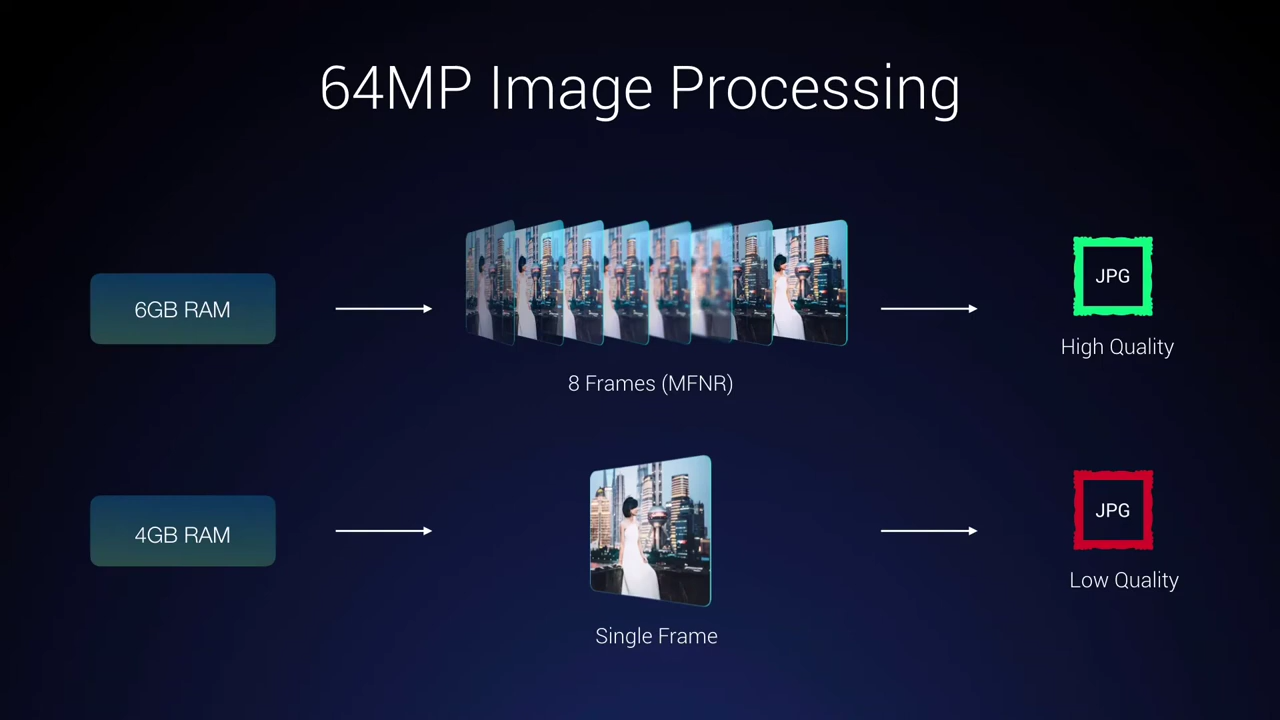 64MP Image Processing
6GB RAM
8 Frames (MFNR)
JPG
High Quality
4GB RAM
Single Frame
JPG
Low Quality